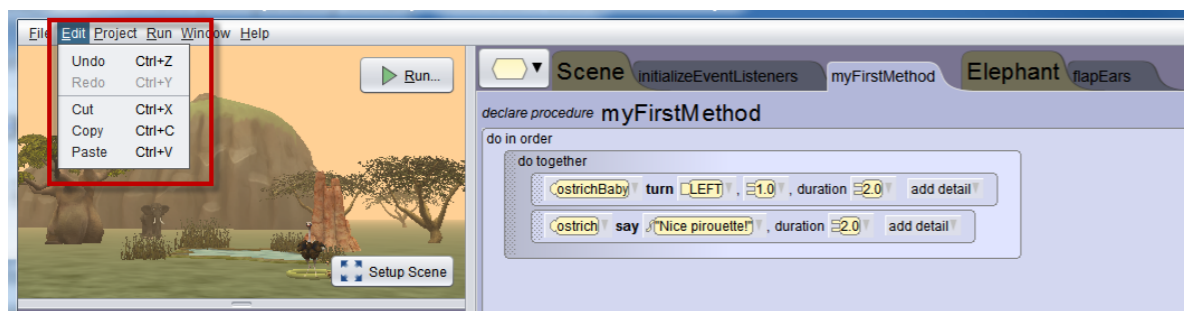 File Edit Project Run Window Help
Undo Ctrl+Z
Redo Ctrl+Y
Cut Ctrl+X
Copy Ctrl+C
Paste Ctrl+V
Run...
Setup Scene
Scene initializeEventListeners myFirstMethod Elephant flapEars
declare procedure myFirstMethod
do in order
do together
ostrichBaby turn LEFT , 1.0 , duration 2.0 add detail
ostrich say "Nice pirouette!" , duration 2.0 add detail